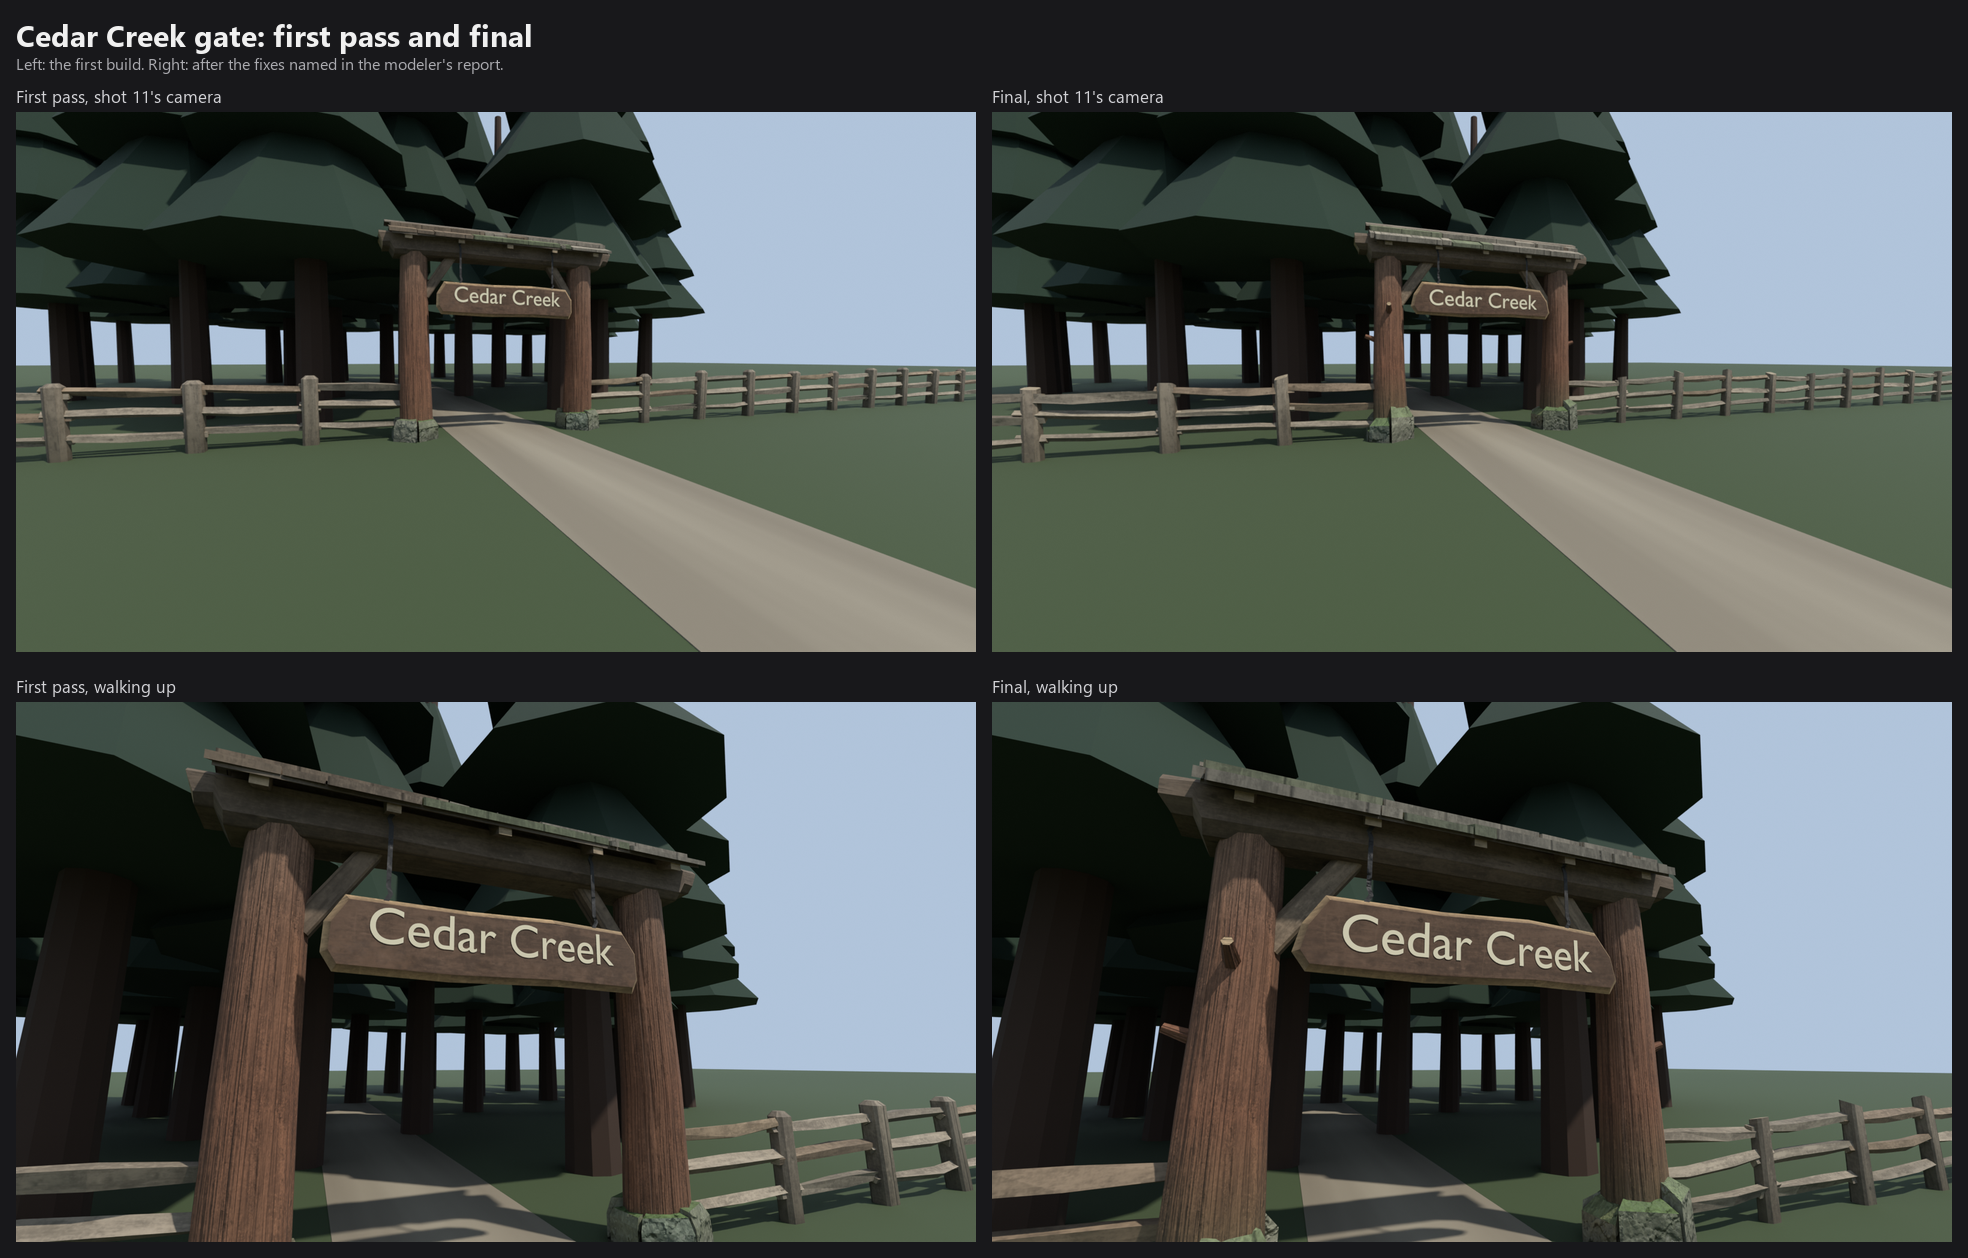 Cedar Creek gate: first pass and final
Left: the first build. Right: after the fixes named in the modeler's report.
First pass, shot 11's camera
Final, shot 11's camera
Cedar Creek
Cedar Creek
First pass, walking up
Final, walking up
Cedar Creek
Cedar Creek